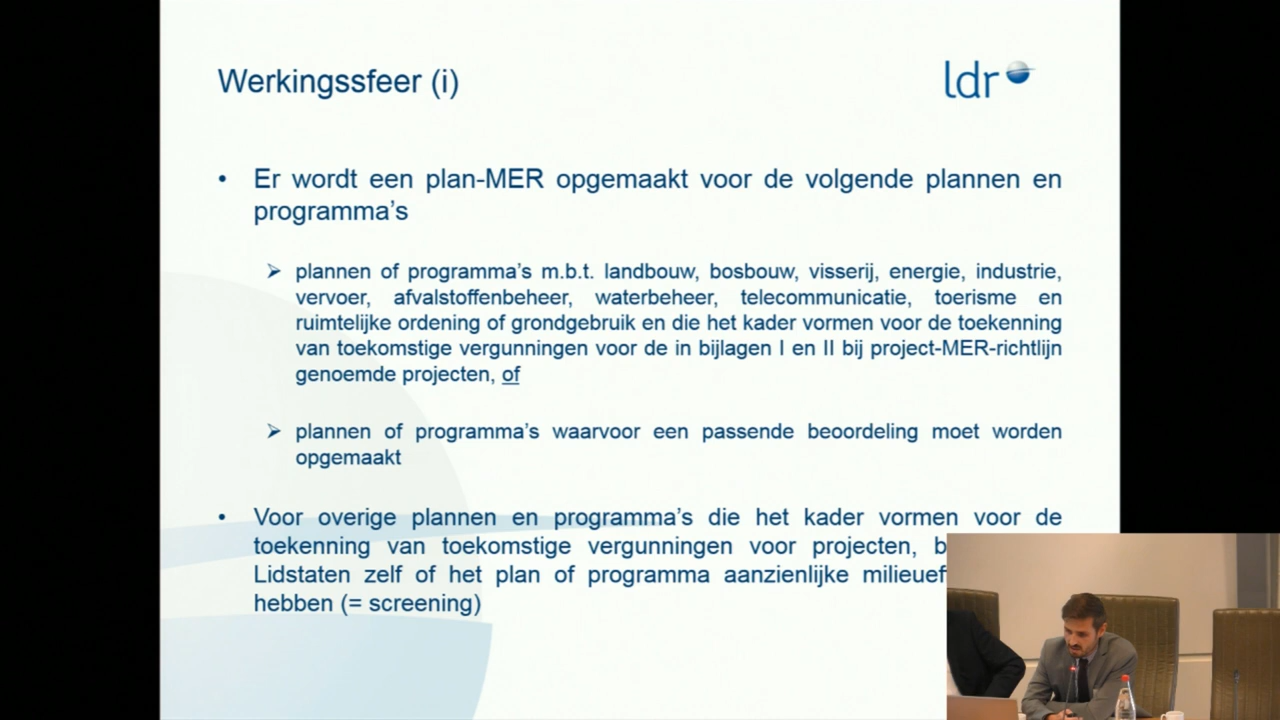 Werkingssfeer (i)
ldr
• Er wordt een plan-MER opgemaakt voor de volgende plannen en
programma's
➢ plannen of programma's m.b.t. landbouw, bosbouw, visserij, energie, industrie,
vervoer, afvalstoffenbeheer, waterbeheer, telecommunicatie, toerisme en
ruimtelijke ordening of grondgebruik en die het kader vormen voor de toekenning
van toekomstige vergunningen voor de in bijlagen I en II bij project-MER-richtlijn
genoemde projecten, of
➢ plannen of programma's waarvoor een passende beoordeling moet worden
opgemaakt
• Voor overige plannen en programma's die het kader vormen voor de
toekenning van toekomstige vergunningen voor projecten,
Lidstaten zelf of het plan of programma aanzienlijke
hebben (= screening)